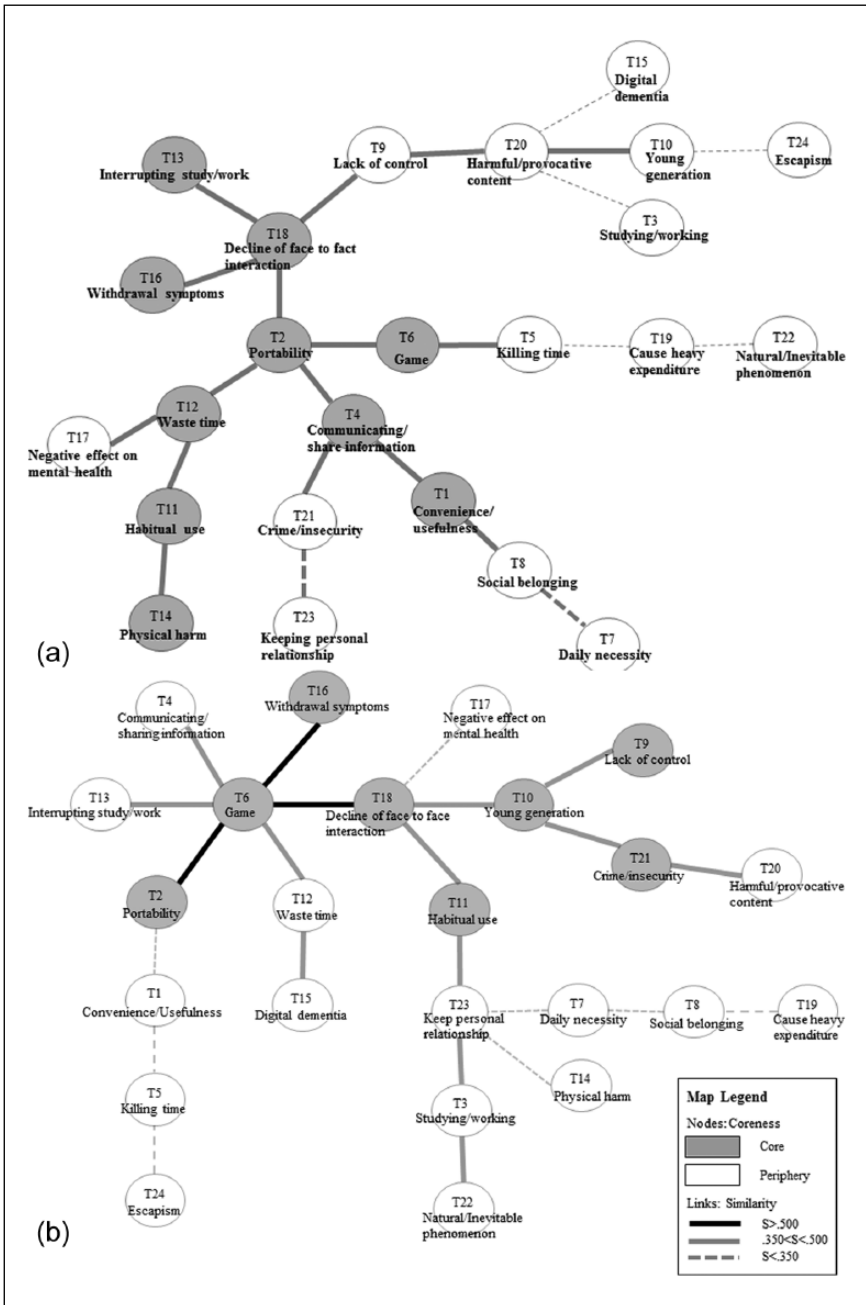 T15
Digital
dementia
T13
Interrupting study/work
T9
Lack of control
T20
Harmful/provocative
content
T10
Young
generation
T24
Escapism
T18
Decline of face to fact
interaction
T3
Studying/working
T16
Withdrawal symptoms
T2
Portability
T6
Game
T5
Killing time
T19
Cause heavy
expenditure
T22
Natural/Inevitable
phenomenon
T12
Waste time
T4
Communicating/
share information
T17
Negative effect on
mental health
T11
Habitual use
T21
Crime/insecurity
T1
Convenience/
usefulness
T8
Social belonging
T14
Physical harm
T23
Keeping personal
relationship
T7
Daily necessity
(a)
T4
Communicating/
sharing information
T16
Withdrawal symptoms
T17
Negative effect on
mental health
T9
Lack of control
T13
Interrupting study/work
T6
Game
T18
Decline of face to face
interaction
T10
Young generation
T21
Crime/insecurity
T20
Harmful/provocative
content
T2
Portability
T12
Waste time
T11
Habitual use
T1
Convenience/Usefulness
T15
Digital dementia
T23
Keep personal
relationship
T7
Daily necessity
T8
Social belonging
T19
Cause heavy
expenditure
T5
Killing time
T3
Studying/working
T14
Physical harm
T24
Escapism
T22
Natural/Inevitable
phenomenon
(b)
Map Legend
Nodes:Coreness
Core
Periphery
Links: Similarity
S>.500
.350<S<.500
S<.350